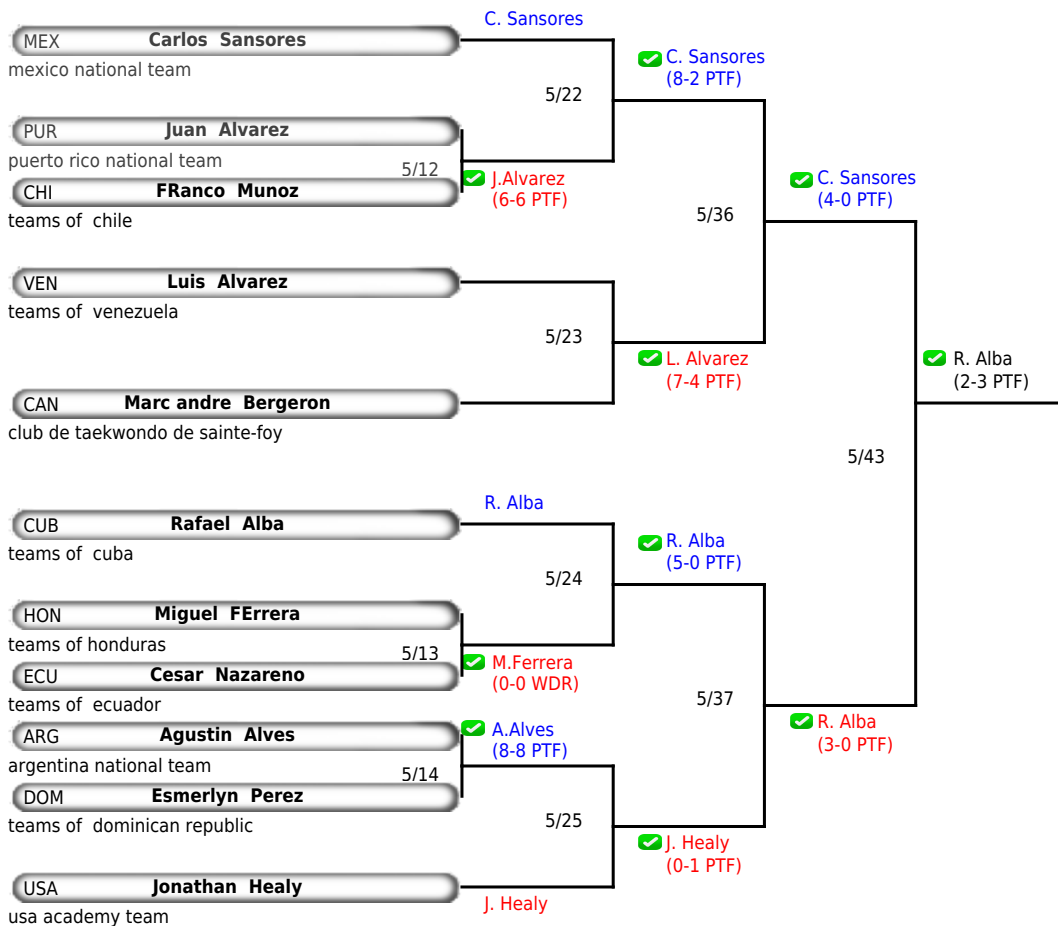 C. Sansores
MEX Carlos Sansores
mexico national team
C. Sansores
(8-2 PTF)
5/22
PUR Juan Alvarez
puerto rico national team
5/12
J.Alvarez
(6-6 PTF)
CHI FRanco Munoz
teams of chile
C. Sansores
(4-0 PTF)
5/36
VEN Luis Alvarez
teams of venezuela
5/23
L. Alvarez
(7-4 PTF)
R. Alba
(2-3 PTF)
CAN Marc andre Bergeron
club de taekwondo de sainte-foy
5/43
R. Alba
CUB Rafael Alba
teams of cuba
R. Alba
(5-0 PTF)
5/24
HON Miguel FErrera
teams of honduras
5/13
M.Ferrera
(0-0 WDR)
ECU Cesar Nazareno
teams of ecuador
5/37
R. Alba
(3-0 PTF)
ARG Agustin Alves
argentina national team
A.Alves
(8-8 PTF)
5/14
DOM Esmerlyn Perez
teams of dominican republic
5/25
J. Healy
(0-1 PTF)
USA Jonathan Healy
usa academy team
J. Healy